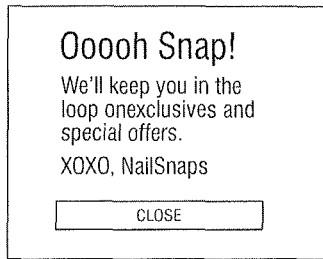 Ooooh Snap!
We'll keep you in the
loop onexclusives and
special offers.
XOXO, NailSnaps
CLOSE